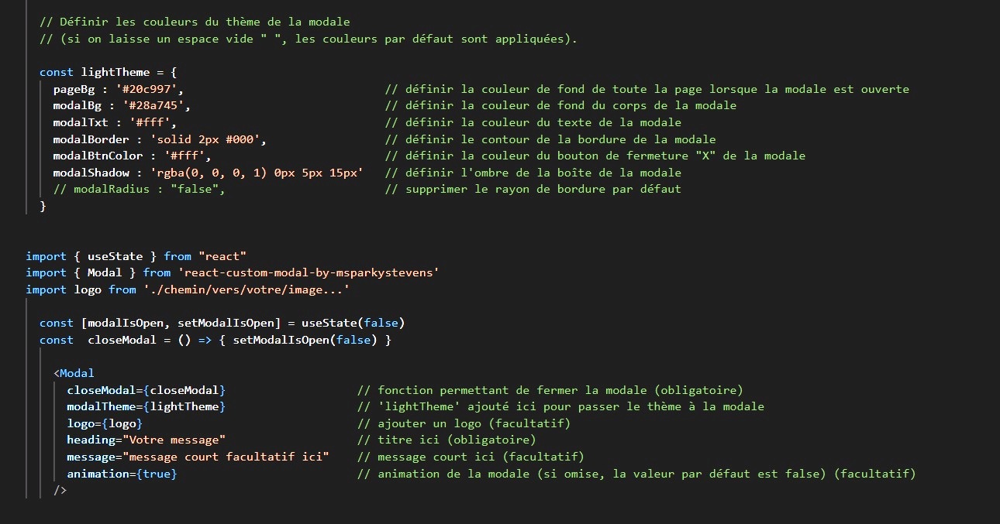 // Définir les couleurs du thème de la modale
// (si on laisse un espace vide " ", les couleurs par défaut sont appliquées).
const lightTheme = {
pageBg : '#20c997', // définir la couleur de fond de toute la page lorsque la modale est ouverte
modalBg : '#28a745', // définir la couleur de fond du corps de la modale
modalTxt : '#fff', // définir la couleur du texte de la modale
modalBorder : 'solid 2px #000', // définir le contour de la bordure de la modale
modalBtnColor : '#fff', // définir la couleur du bouton de fermeture "X" de la modale
modalShadow : 'rgba(0, 0, 0, 1) 0px 5px 15px' // définir l'ombre de la boîte de la modale
// modalRadius : "false", // supprimer le rayon de bordure par défaut
}
import { useState } from "react"
import { Modal } from 'react-custom-modal-by-msparkystevens'
import logo from './chemin/vers/votre/image...'
const [modalIsOpen, setModalIsOpen] = useState(false)
const closeModal = () => { setModalIsOpen(false) }
<Modal
closeModal={closeModal} // fonction permettant de fermer la modale (obligatoire)
modalTheme={lightTheme} // 'lightTheme' ajouté ici pour passer le thème à la modale
logo={logo} // ajouter un logo (facultatif)
heading="Votre message" // titre ici (obligatoire)
message="message court facultatif ici" // message court ici (facultatif)
animation={true} // animation de la modale (si omise, la valeur par défaut est false) (facultatif)
/>